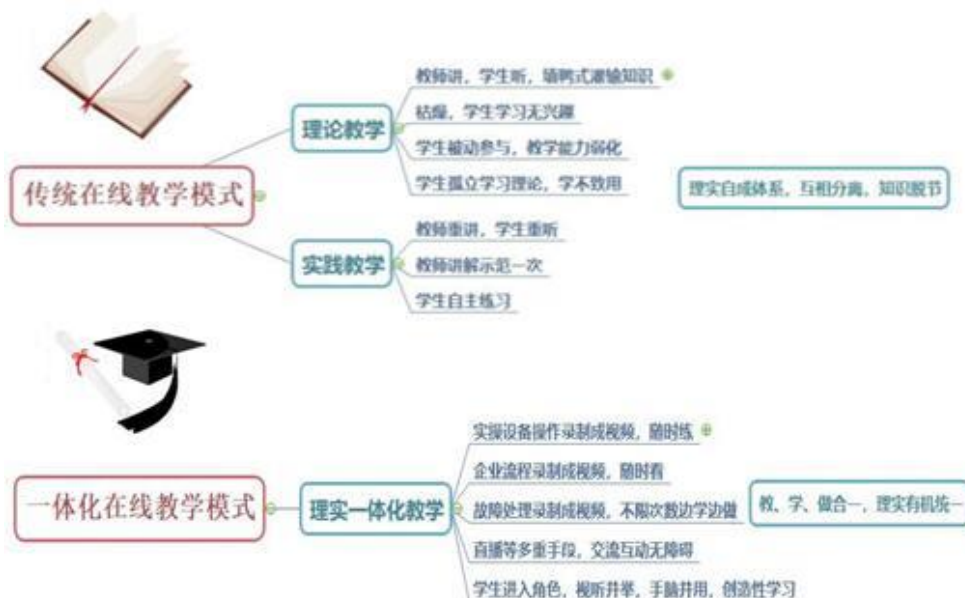 教师讲，学生听，填鸭式灌输知识
枯燥，学生学习无兴趣
理论教学
学生被动参与，教学能力弱化
学生孤立学习理论，学不致用
传统在线教学模式
理实自成体系，互相分离，知识脱节
教师重讲，学生重听
实践教学
教师讲解示范一次
学生自主练习
实操设备操作录制成视频，随时练
企业流程录制成视频，随时看
一体化在线教学模式
理实一体化教学
故障处理录制成视频，不限次数边学边做
教、学、做合一，理实有机统一
直播等多重手段，交流互动无障碍
学生进入角色，视听并举，手脑并用，创造性学习